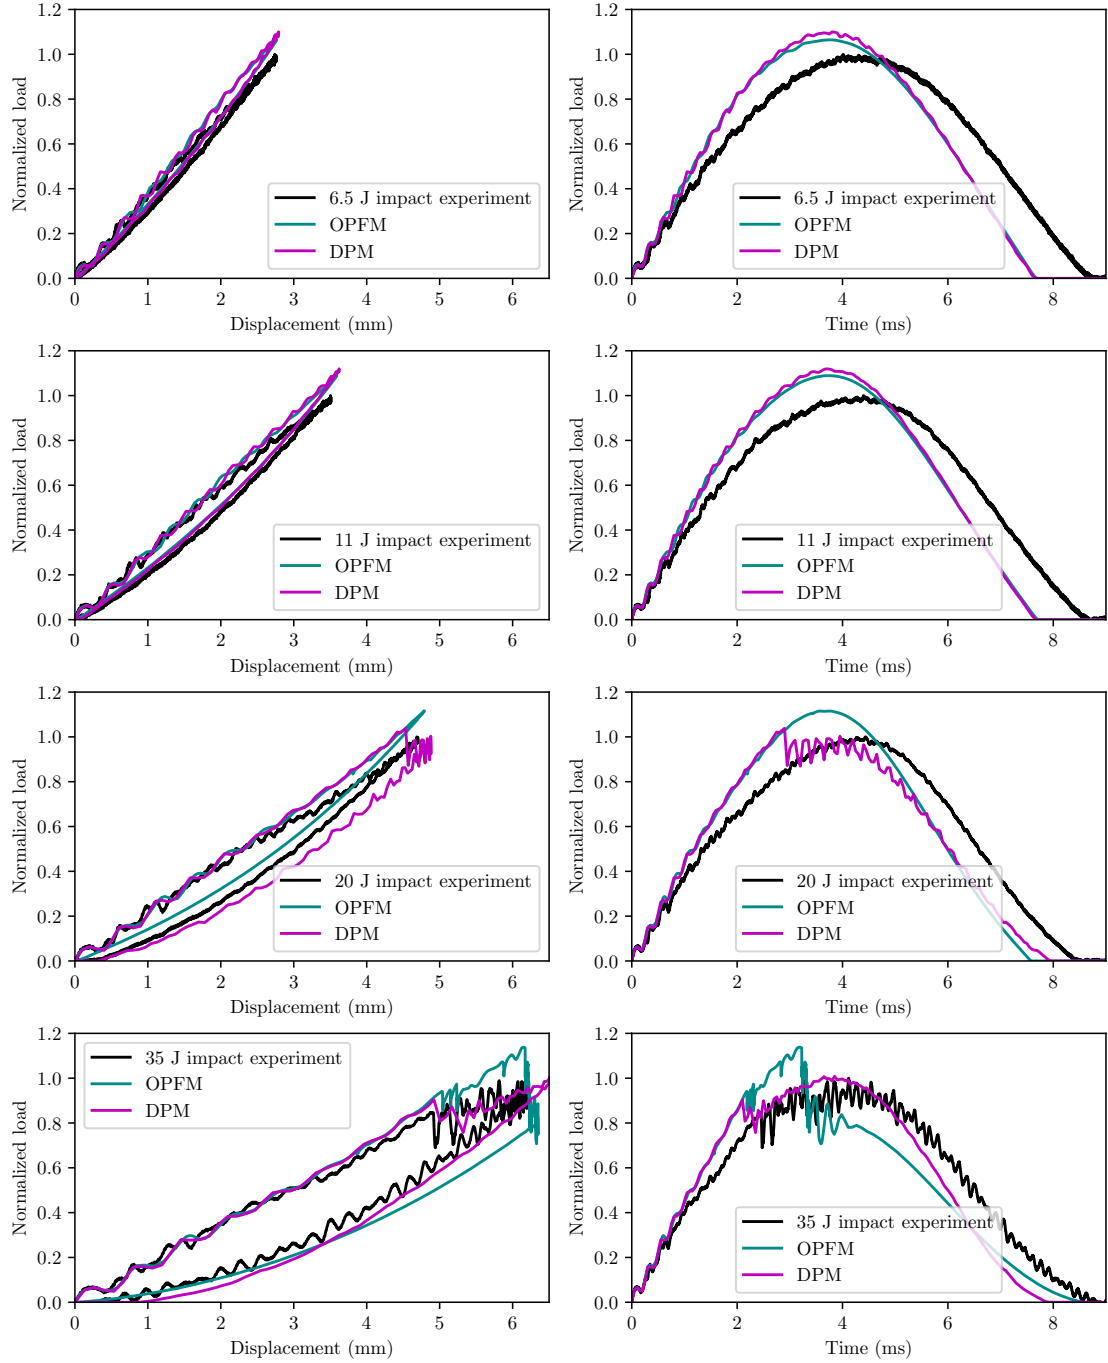 1.2
1.0
0.8
0.6
0.4
0.2
0.0
Normalized load
0 1 2 3 4 5 6
Displacement (mm)
6.5 J impact experiment
OPFM
DPM
1.2
1.0
0.8
0.6
0.4
0.2
0.0
Normalized load
0 2 4 6 8
Time (ms)
6.5 J impact experiment
OPFM
DPM
1.2
1.0
0.8
0.6
0.4
0.2
0.0
Normalized load
0 1 2 3 4 5 6
Displacement (mm)
11 J impact experiment
OPFM
DPM
1.2
1.0
0.8
0.6
0.4
0.2
0.0
Normalized load
0 2 4 6 8
Time (ms)
11 J impact experiment
OPFM
DPM
1.2
1.0
0.8
0.6
0.4
0.2
0.0
Normalized load
0 1 2 3 4 5 6
Displacement (mm)
20 J impact experiment
OPFM
DPM
1.2
1.0
0.8
0.6
0.4
0.2
0.0
Normalized load
0 2 4 6 8
Time (ms)
20 J impact experiment
OPFM
DPM
1.2
1.0
0.8
0.6
0.4
0.2
0.0
Normalized load
0 1 2 3 4 5 6
Displacement (mm)
35 J impact experiment
OPFM
DPM
1.2
1.0
0.8
0.6
0.4
0.2
0.0
Normalized load
0 2 4 6 8
Time (ms)
35 J impact experiment
OPFM
DPM